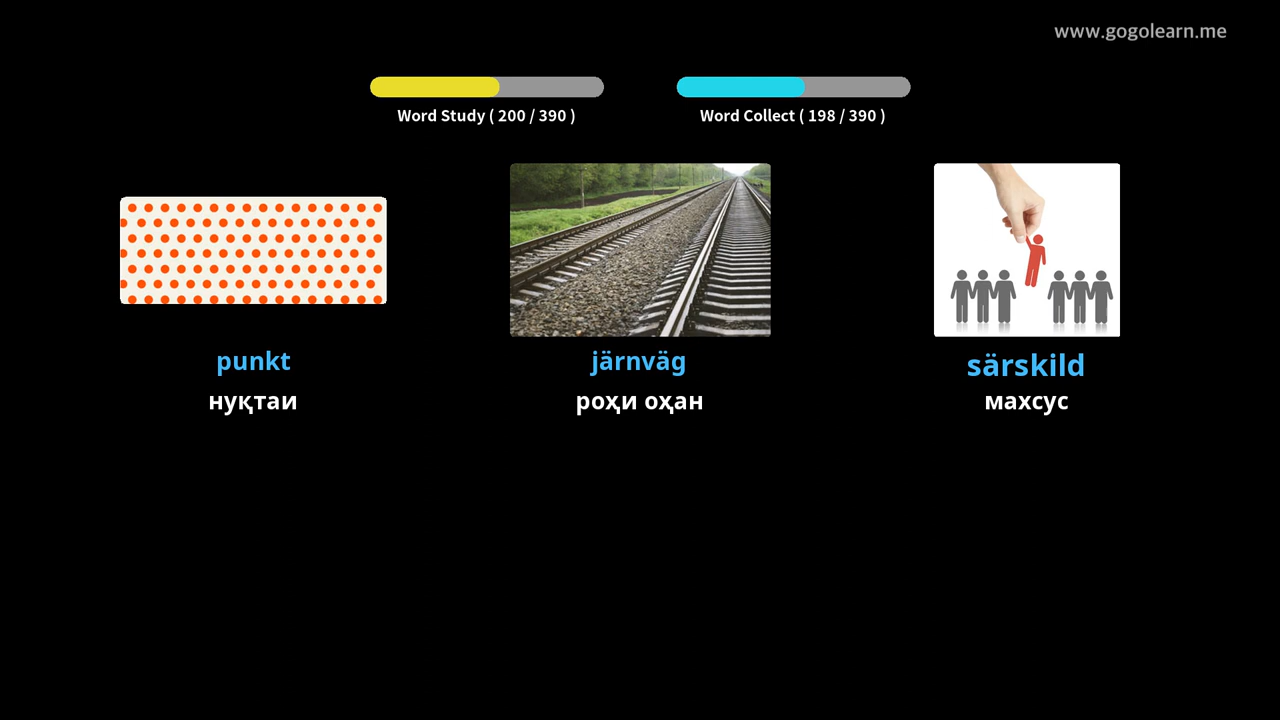 www.gogolearn.me
Word Study ( 200 / 390 )
Word Collect ( 198 / 390 )
punkt
нуқтаи
järnväg
роҳи оҳан
särskild
махсус